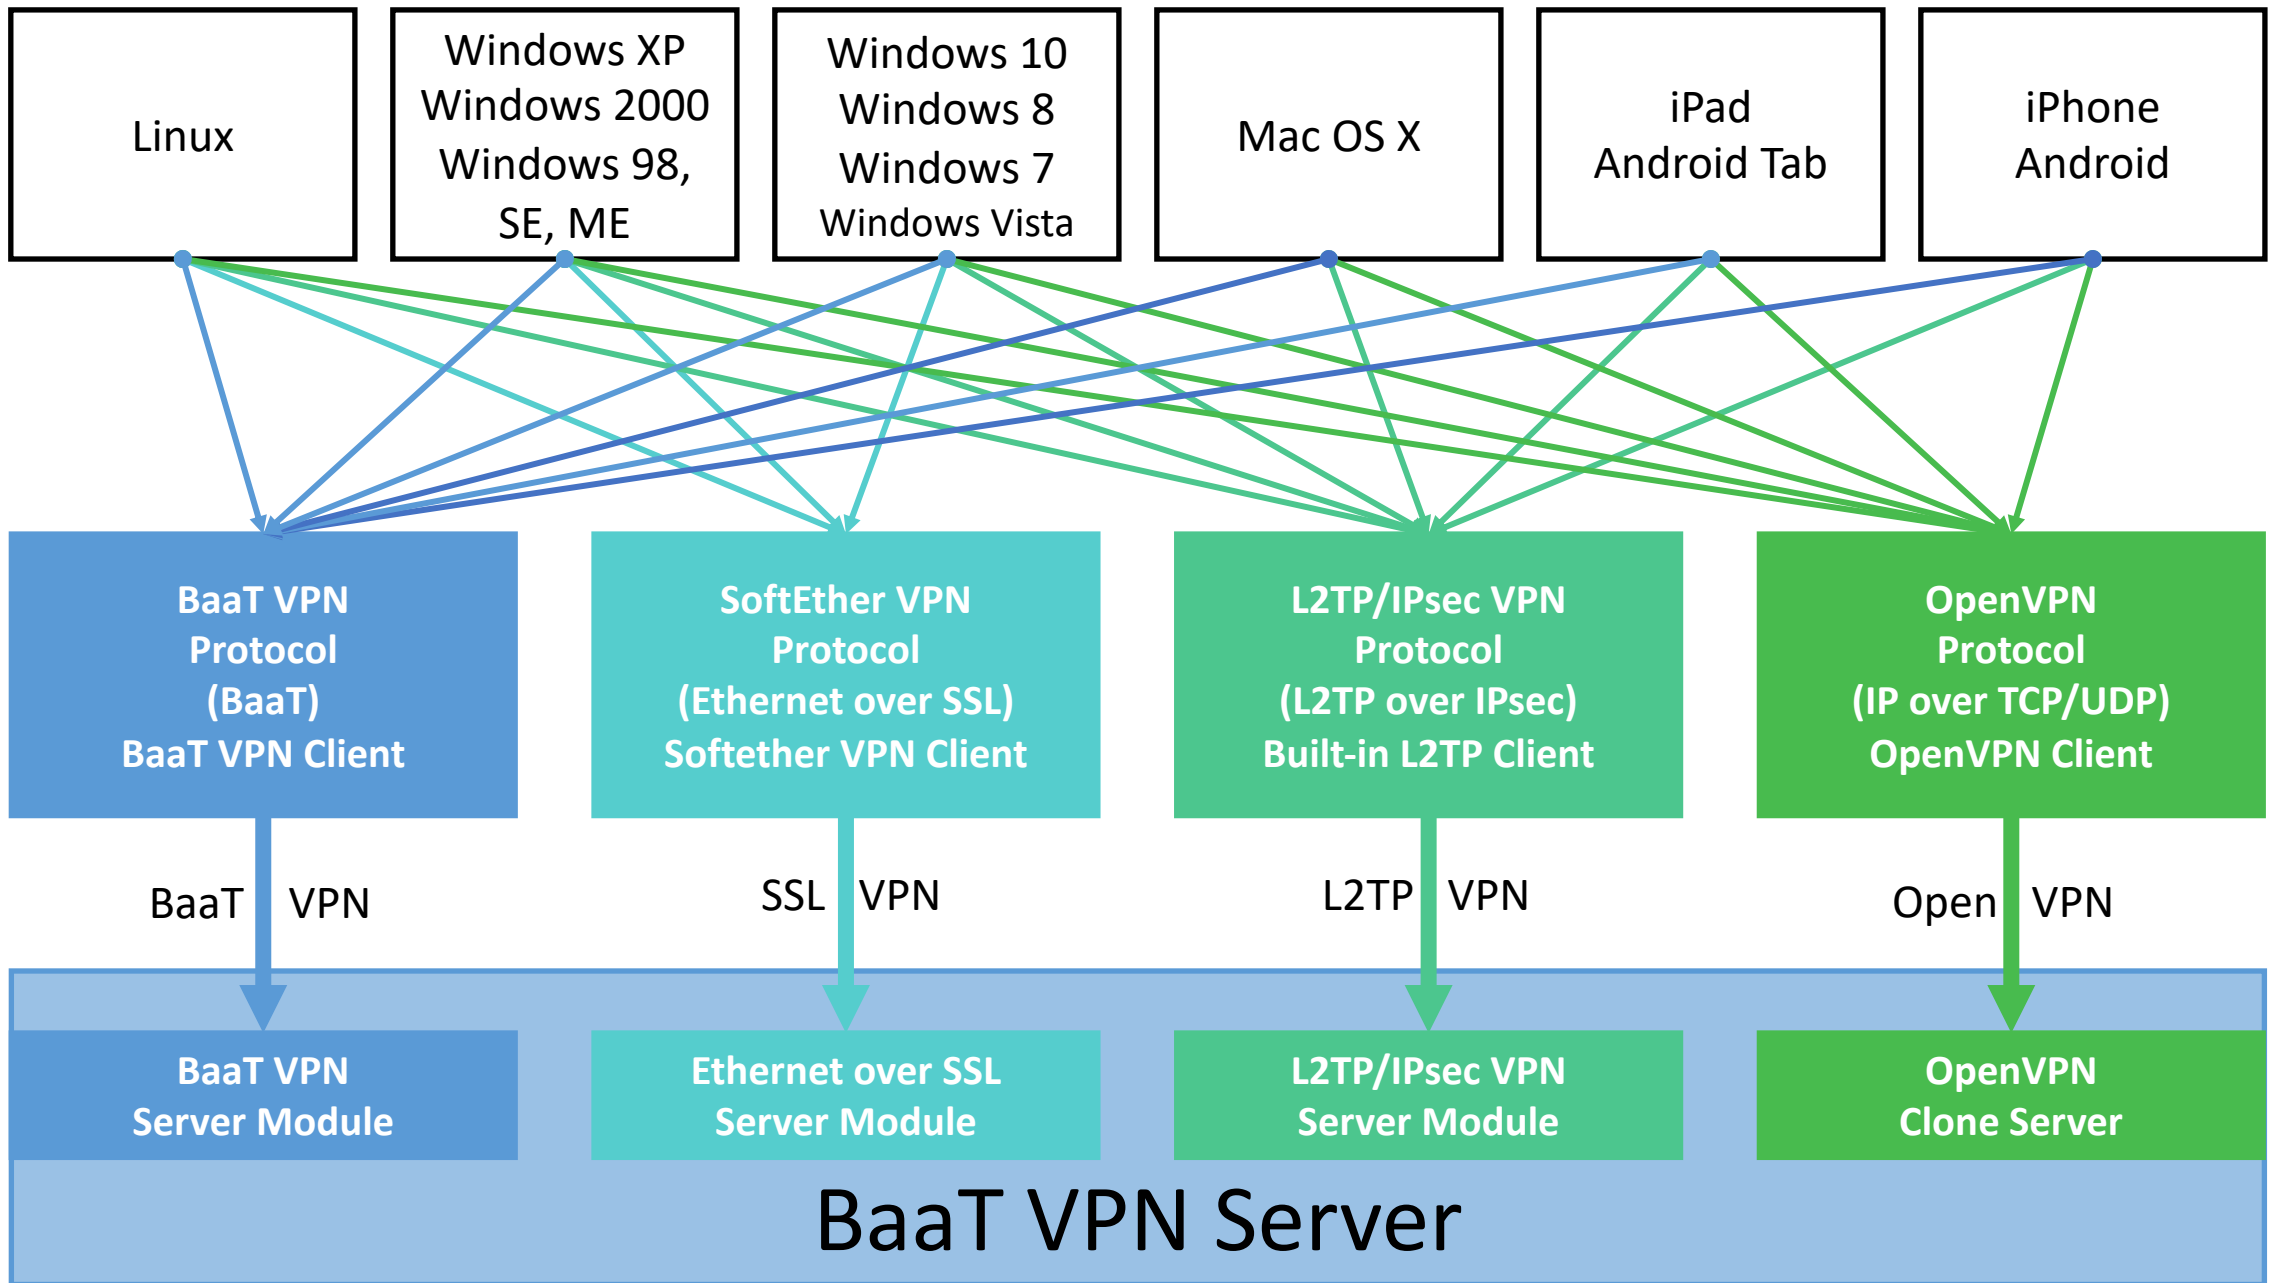 Linux
Windows XP
Windows 2000
Windows 98,
SE, ME
Windows 10
Windows 8
Windows 7
Windows Vista
Mac OS X
iPad
Android Tab
iPhone
Android
BaaT VPN
Protocol
(BaaT)
BaaT VPN Client
SoftEther VPN
Protocol
(Ethernet over SSL)
Softether VPN Client
L2TP/IPsec VPN
Protocol
(L2TP over IPsec)
Built-in L2TP Client
OpenVPN
Protocol
(IP over TCP/UDP)
OpenVPN Client
BaaT VPN
SSL VPN
L2TP VPN
Open VPN
BaaT VPN
Server Module
Ethernet over SSL
Server Module
L2TP/IPsec VPN
Server Module
OpenVPN
Clone Server
BaaT VPN Server